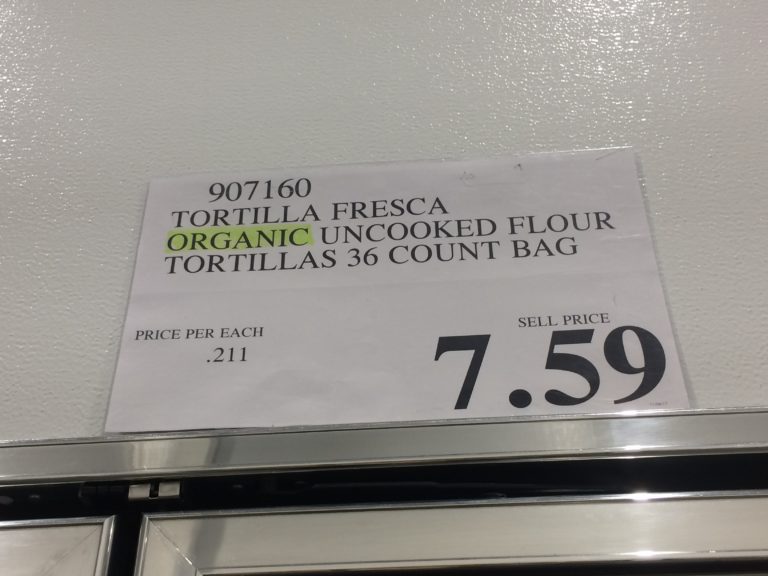 907160
TORTILLA FRESCA
ORGANIC UNCOOKED FLOUR
TORTILLAS 36 COUNT BAG
PRICE PER EACH
.211
SELL PRICE
7.59